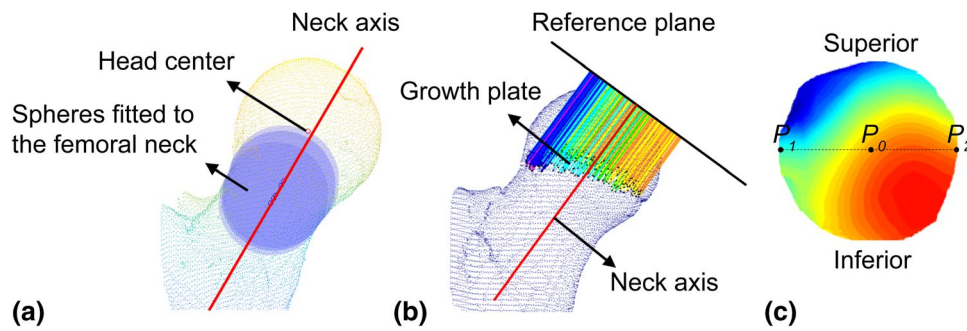 Neck axis
Head center
Spheres fitted to
the femoral neck
(a)
Reference plane
Growth plate
Neck axis
(b)
Superior
P1 P0 P2
Inferior
(c)